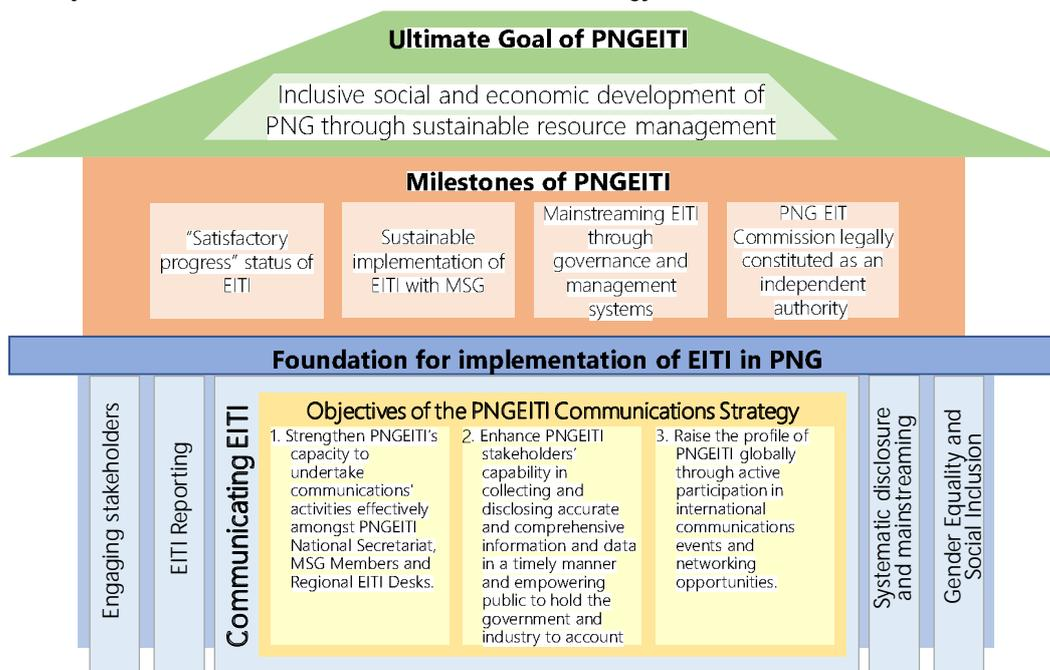 Ultimate Goal of PNGEITI
Inclusive social and economic development of
PNG through sustainable resource management
Milestones of PNGEITI
"Satisfactory
progress" status of
EITI
Sustainable
implementation of
EITI with MSG
Mainstreaming EITI
through
governance and
management
systems
PNG EIT
Commission legally
constituted as an
independent
authority
Foundation for implementation of EITI in PNG
Engaging stakeholders
EITI Reporting
Communicating EITI
Objectives of the PNGEITI Communications Strategy
1. Strengthen PNGEITI's
capacity to
undertake
communications'
activities effectively
amongst PNGEITI
National Secretariat,
MSG Members and
Regional EITI Desks.
2. Enhance PNGEITI
stakeholders'
capability in
collecting and
disclosing accurate
and comprehensive
information and data
in a timely manner
and empowering
public to hold the
government and
industry to account
3. Raise the profile of
PNGEITI globally
through active
participation in
international
communications
events and
networking
opportunities.
Systematic disclosure
and mainstreaming
Gender Equality and
Social Inclusion